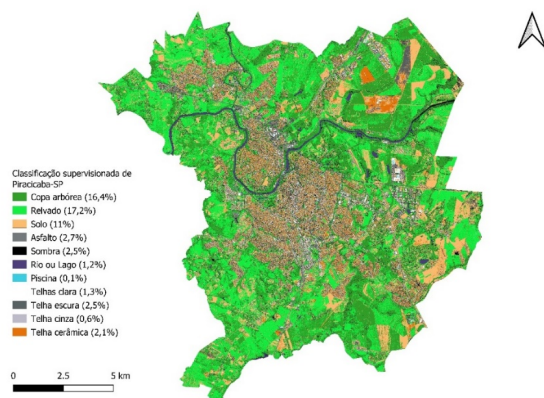 Classificação supervisionada de
Piracicaba-SP
Copa arbórea (16,4%)
Relvado (17,2%)
Solo (11%)
Asfalto (2,7%)
Sombra (2,5%)
Rio ou Lago (1,2%)
Piscina (0,1%)
Telhas clara (1,3%)
Telha escura (2,5%)
Telha cinza (0,6%)
Telha cerâmica (2,1%)
0 2.5 5 km